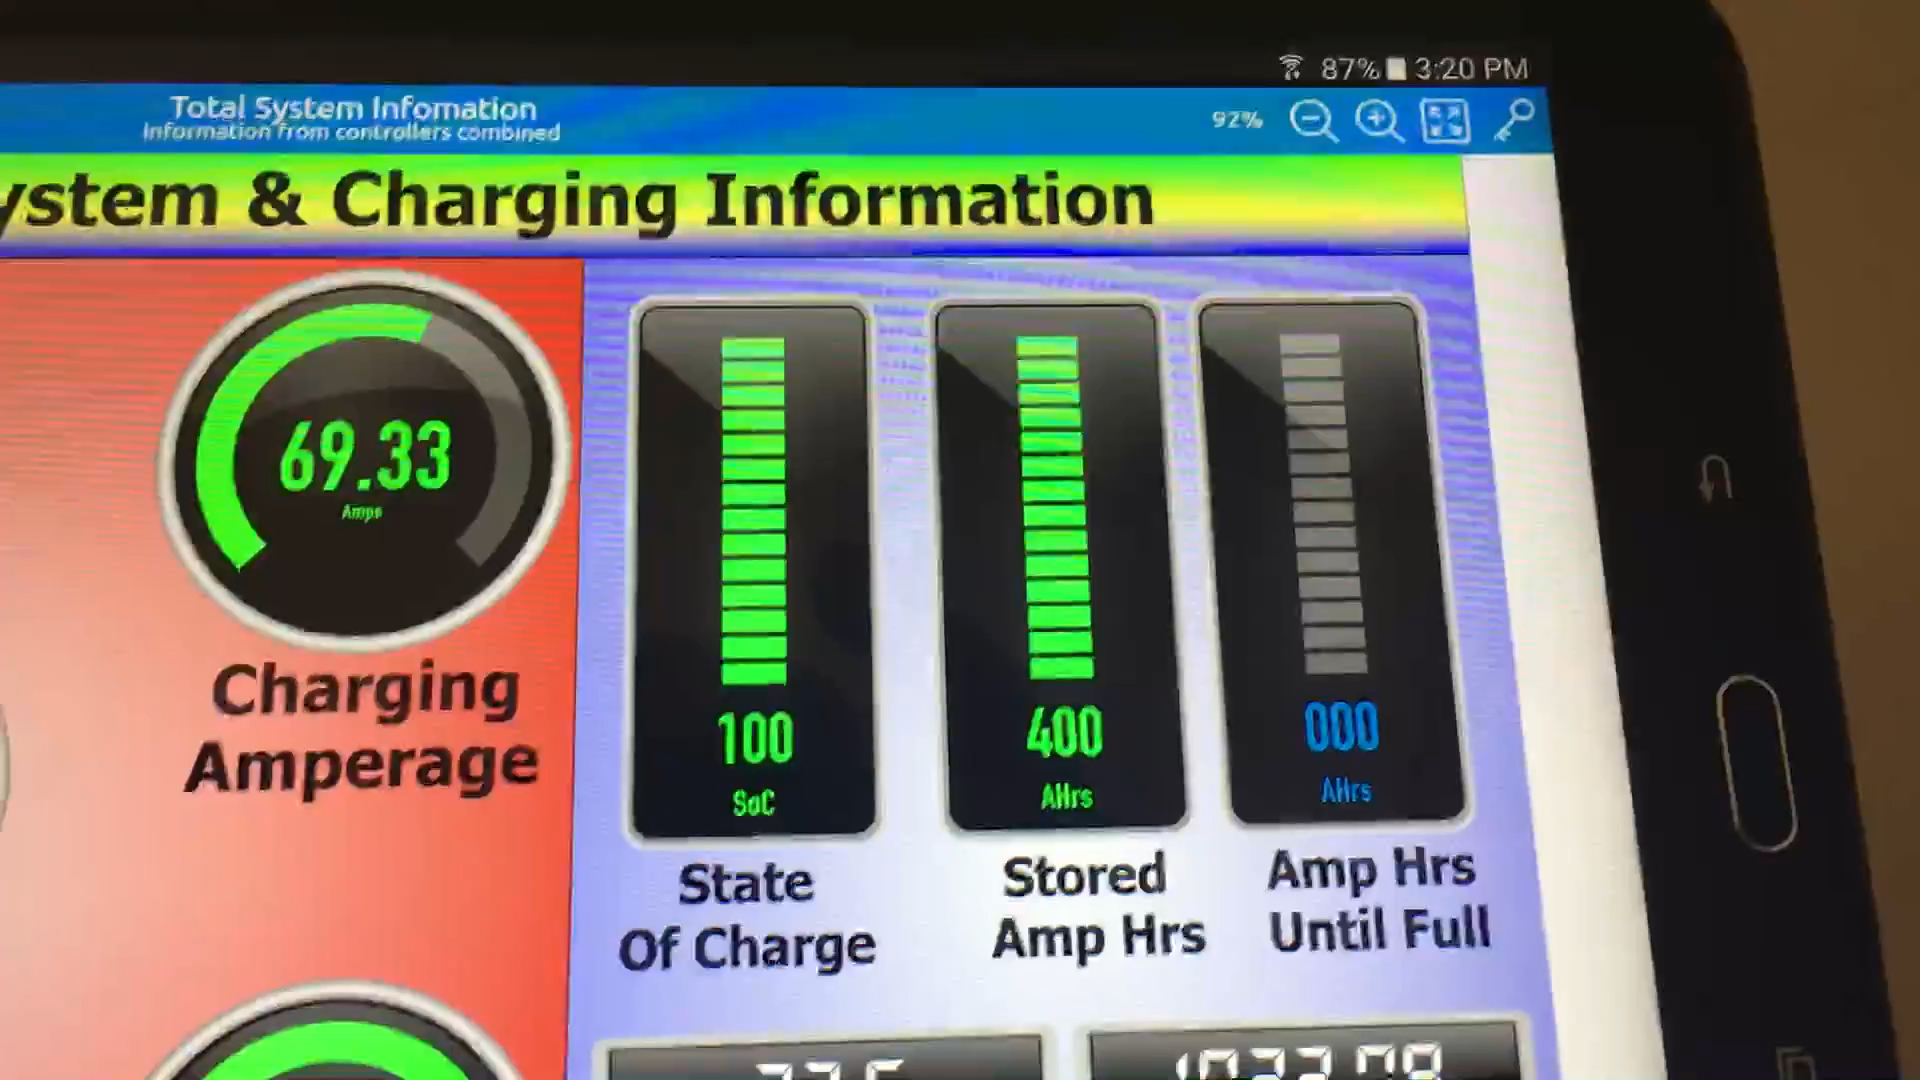 87% 3:20 PM
Total System Infomation
Information from controllers combined
92%
ystem & Charging Information
69.33
Amps
Charging
Amperage
100
SoC
State
Of Charge
400
AHrs
Stored
Amp Hrs
000
AHrs
Amp Hrs
Until Full